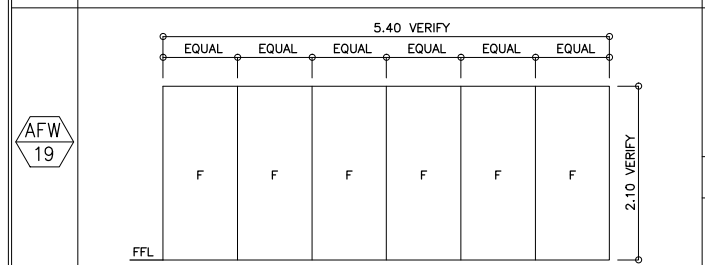 5.40 VERIFY
EQUAL EQUAL EQUAL EQUAL EQUAL EQUAL
AFW
19
F F F F F F
2.10 VERIFY
FFL